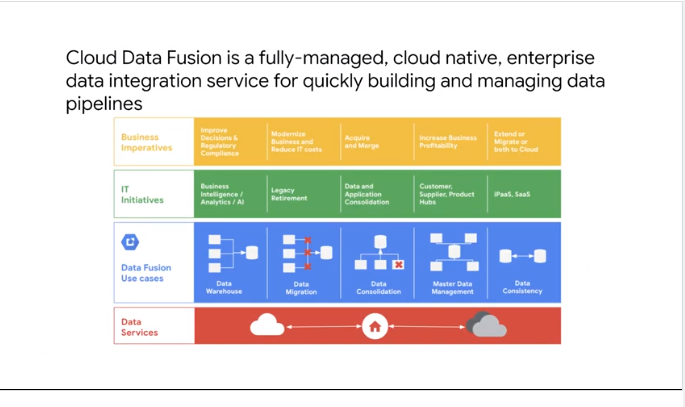 Cloud Data Fusion is a fully-managed, cloud native, enterprise
data integration service for quickly building and managing data
pipelines
Business
Imperatives
Improve
Decisions &
Regulatory
Compliance
Modernize
Business and
Reduce IT costs
Acquire
and Merge
Increase Business
Profitability
Extend or
Migrate or
both to Cloud
IT
Initiatives
Business
Intelligence /
Analytics / AI
Legacy
Retirement
Data and
Application
Consolidation
Customer,
Supplier, Product
Hubs
iPaaS, SaaS
Data Fusion
Use cases
Data
Warehouse
Data
Migration
Data
Consolidation
Master Data
Management
Data
Consistency
Data
Services